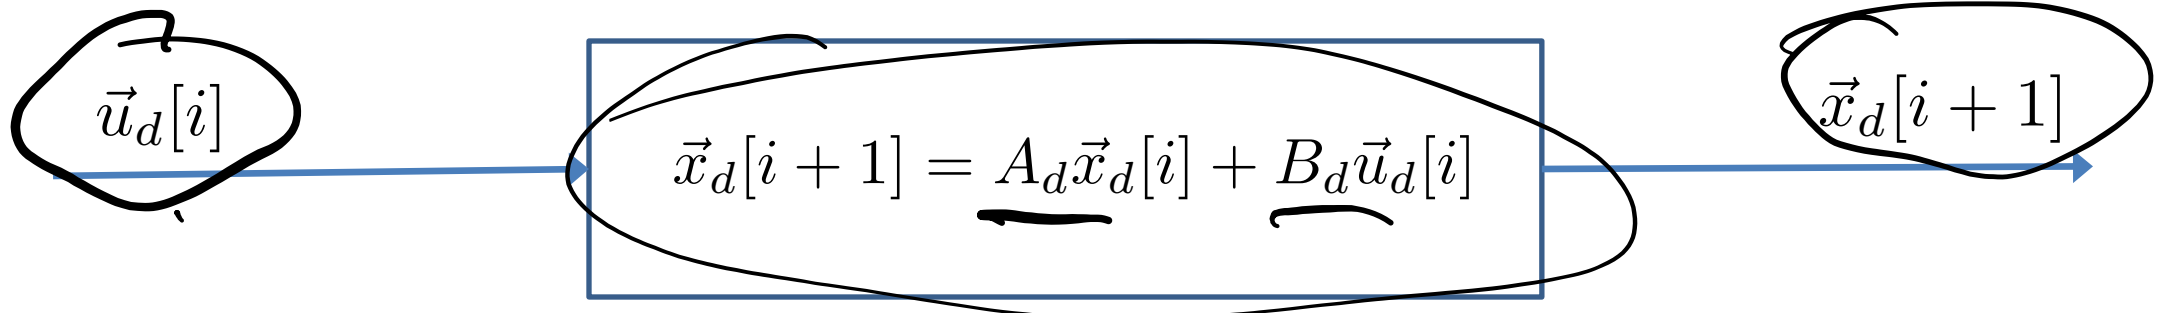 $\vec{u}_d[i]$
$\vec{x}_d[i+1] = A_d\vec{x}_d[i] + B_d\vec{u}_d[i]$
$\vec{x}_d[i+1]$